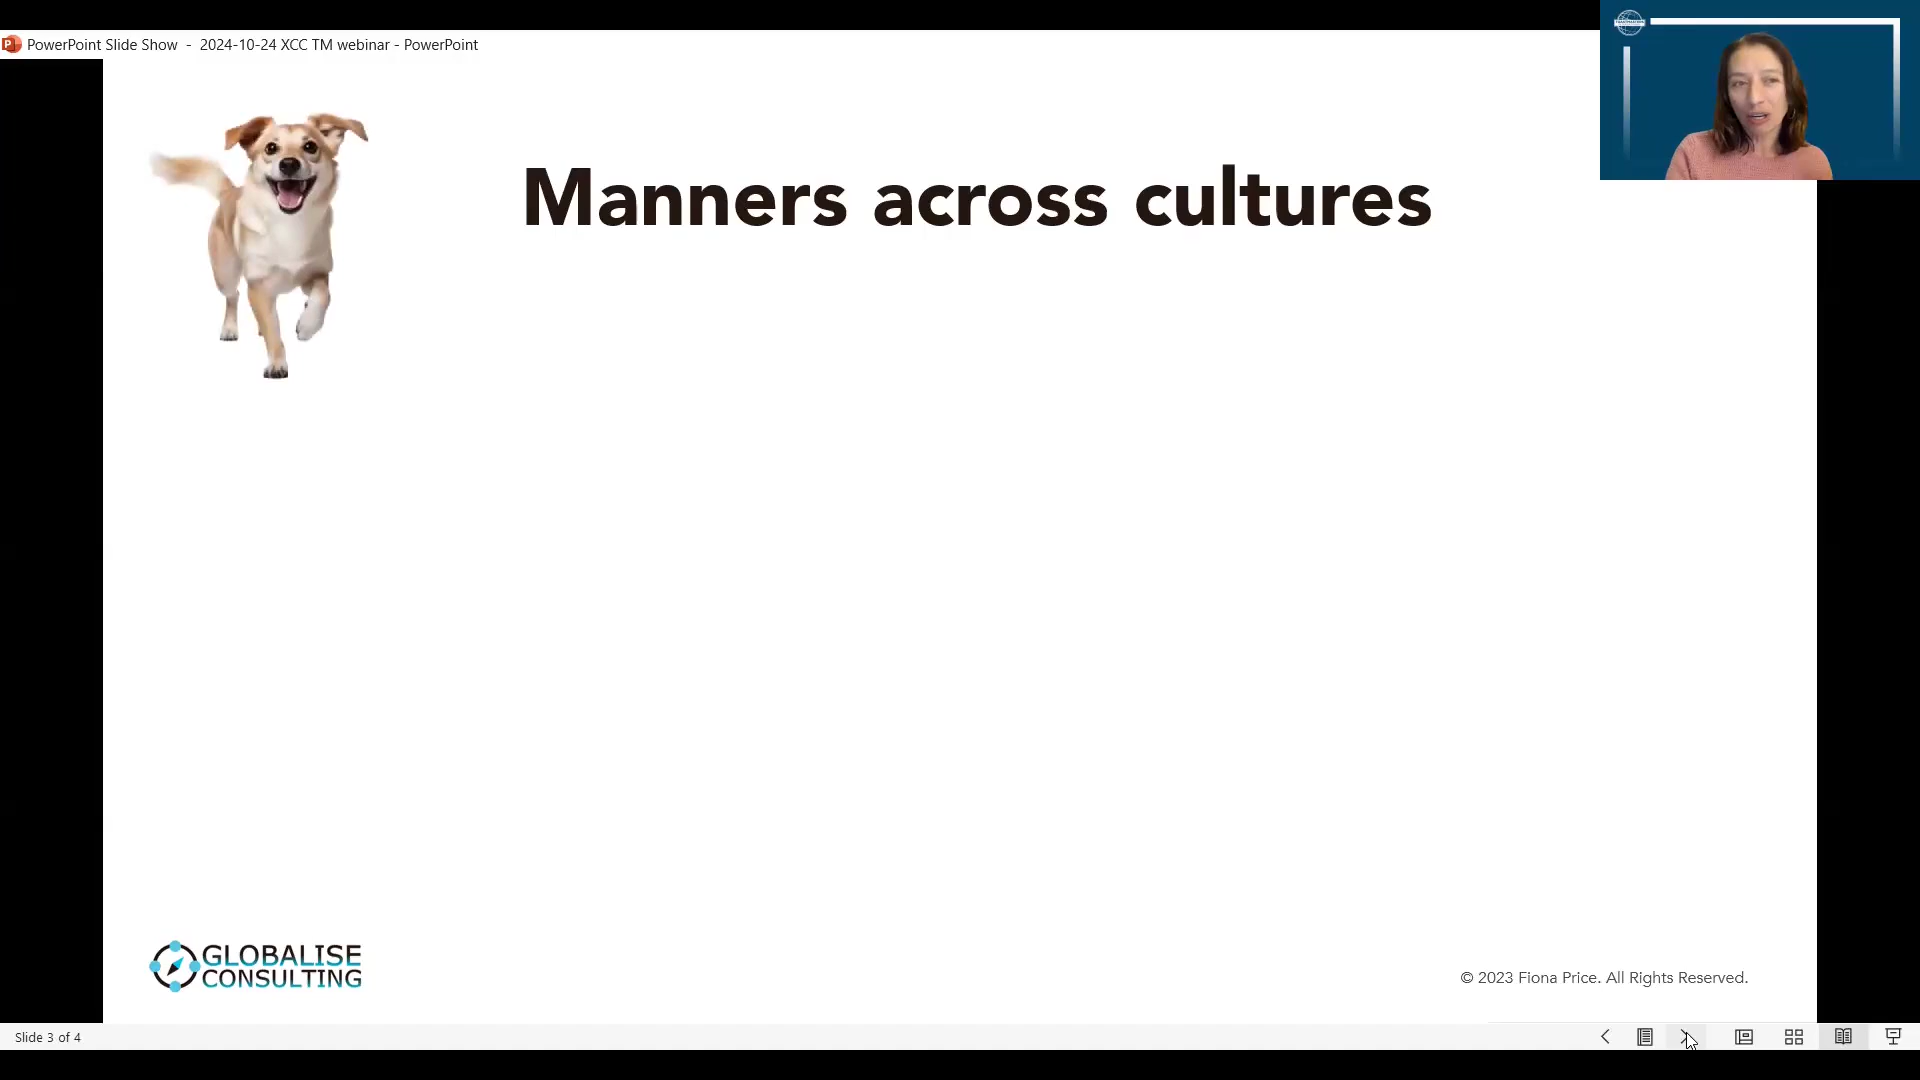 PowerPoint Slide Show - 2024-10-24 XCC TM webinar - PowerPoint
Manners across cultures
GLOBALISE
CONSULTING
© 2023 Fiona Price. All Rights Reserved.
Slide 3 of 4